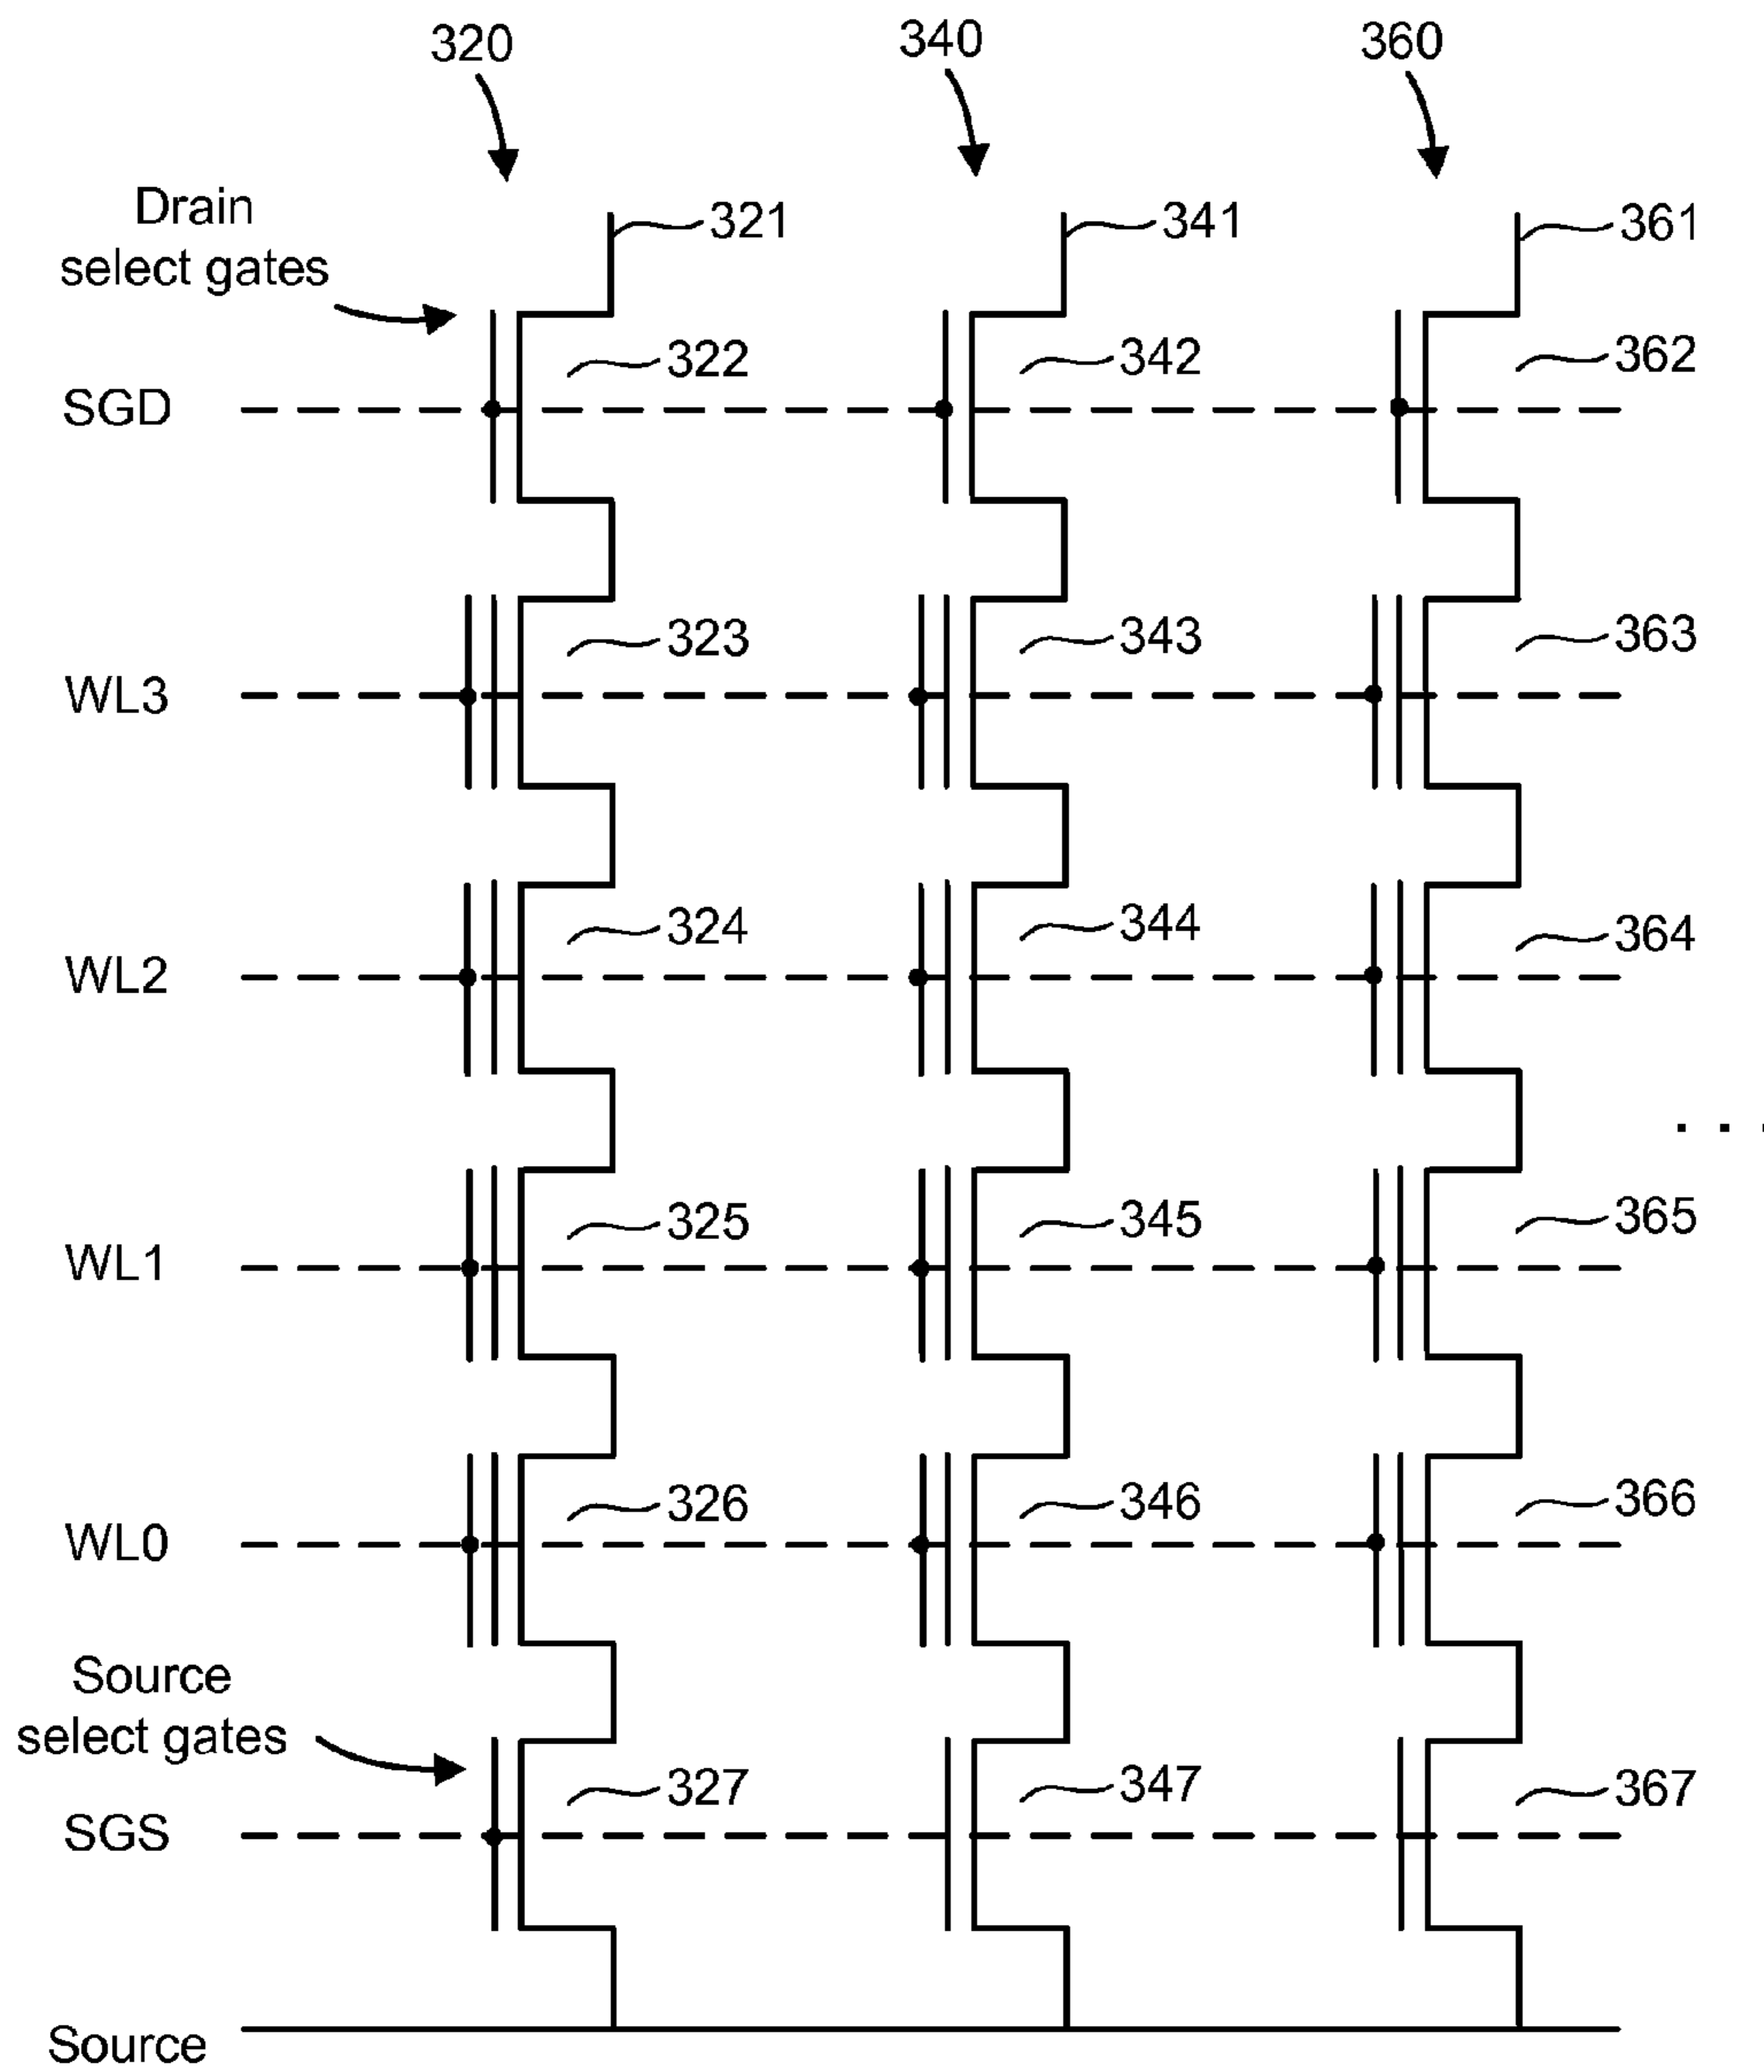 320 340 360
Drain
select gates
321 341 361
322 342 362
SGD
323 343 363
WL3
324 344 364
WL2
325 345 365
WL1
. . .
326 346 366
WL0
Source
select gates
327 347 367
SGS
Source